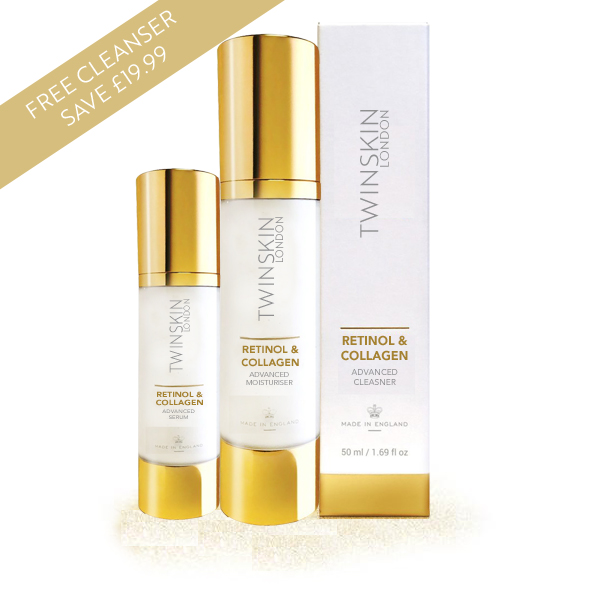 FREE CLEANSER
SAVE £19.99
TWINSKIN
LONDON
RETINOL &
COLLAGEN
ADVANCED
SERUM
MADE IN ENGLAND
TWINSKIN
LONDON
RETINOL &
COLLAGEN
ADVANCED
MOISTURISER
MADE IN ENGLAND
TWINSKIN
LONDON
RETINOL &
COLLAGEN
ADVANCED
CLEASNER
MADE IN ENGLAND
50 ml / 1.69 fl oz